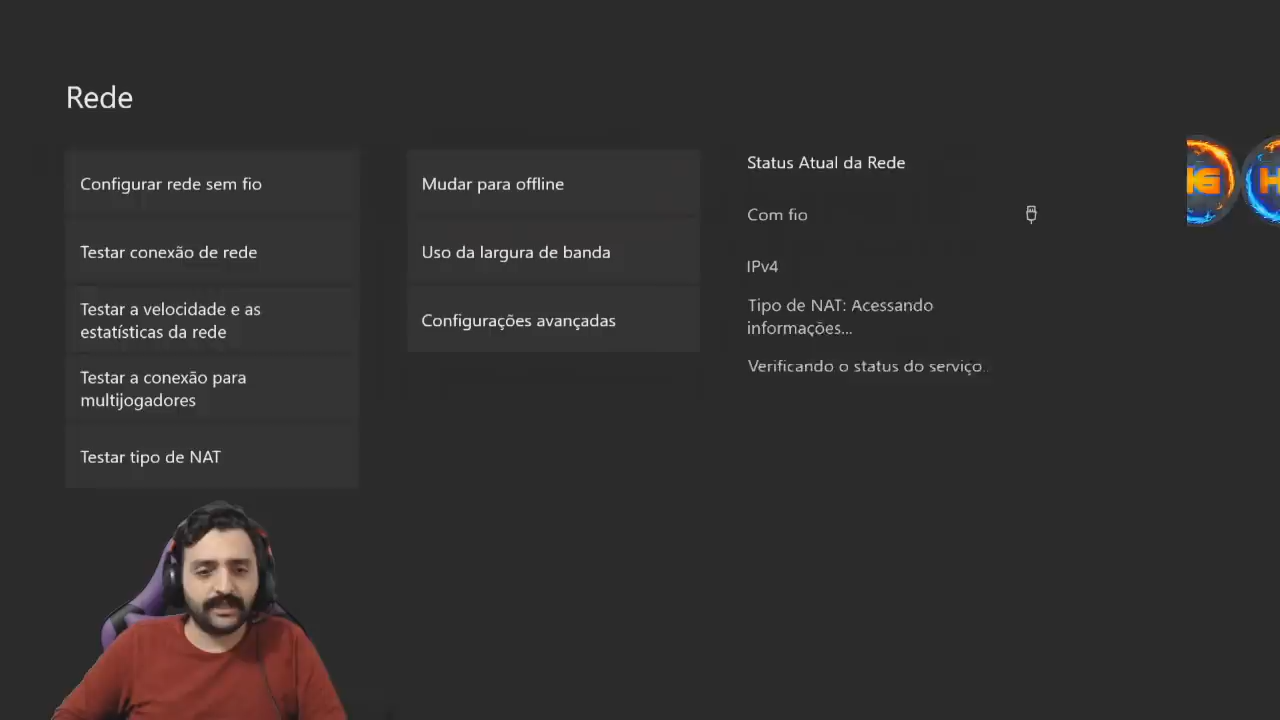 Rede
Configurar rede sem fio
Testar conexão de rede
Testar a velocidade e as
estatísticas da rede
Testar a conexão para
multijogadores
Testar tipo de NAT
Mudar para offline
Uso da largura de banda
Configurações avançadas
Status Atual da Rede
Com fio
IPv4
Tipo de NAT: Acessando
informações...
Verificando o status do serviço..